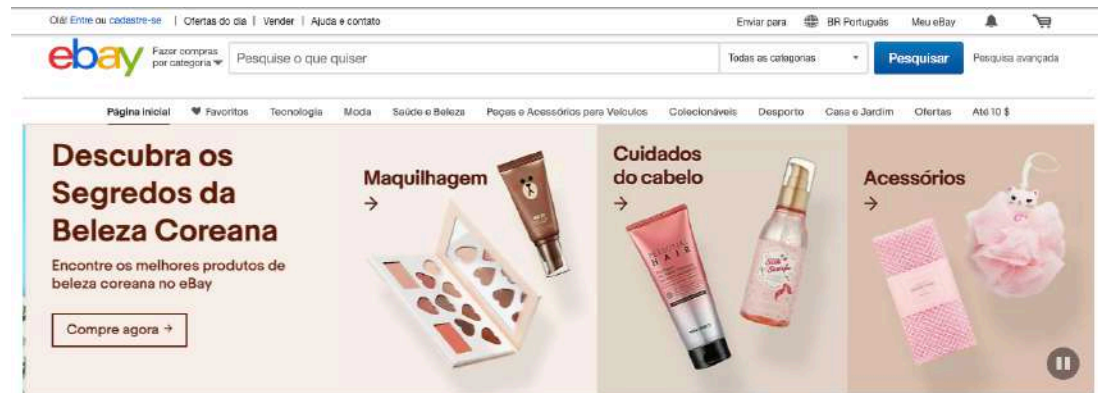 Olá! Entre ou cadastre-se | Ofertas do dia | Vender | Ajuda e contato
Enviar para BR Português Meu eBay
ebay
Fazer compras
por categoria
Pesquise o que quiser
Todas as categorias
Pesquisar
Pesquisa avançada
Página inicial Favoritos Tecnologia Moda Saúde e Beleza Peças e Acessórios para Veículos Colecionáveis Desporto Casa e Jardim Ofertas Até 10 $
Descubra os
Segredos da
Beleza Coreana
Encontre os melhores produtos de
beleza coreana no eBay
Compre agora →
Maquilhagem
→
Cuidados
do cabelo
→
Acessórios
→
HAIR